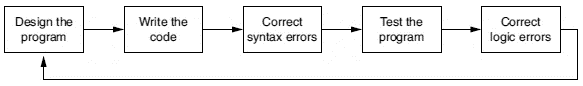 Design the
program
Write the
code
Correct
syntax errors
Test the
program
Correct
logic errors